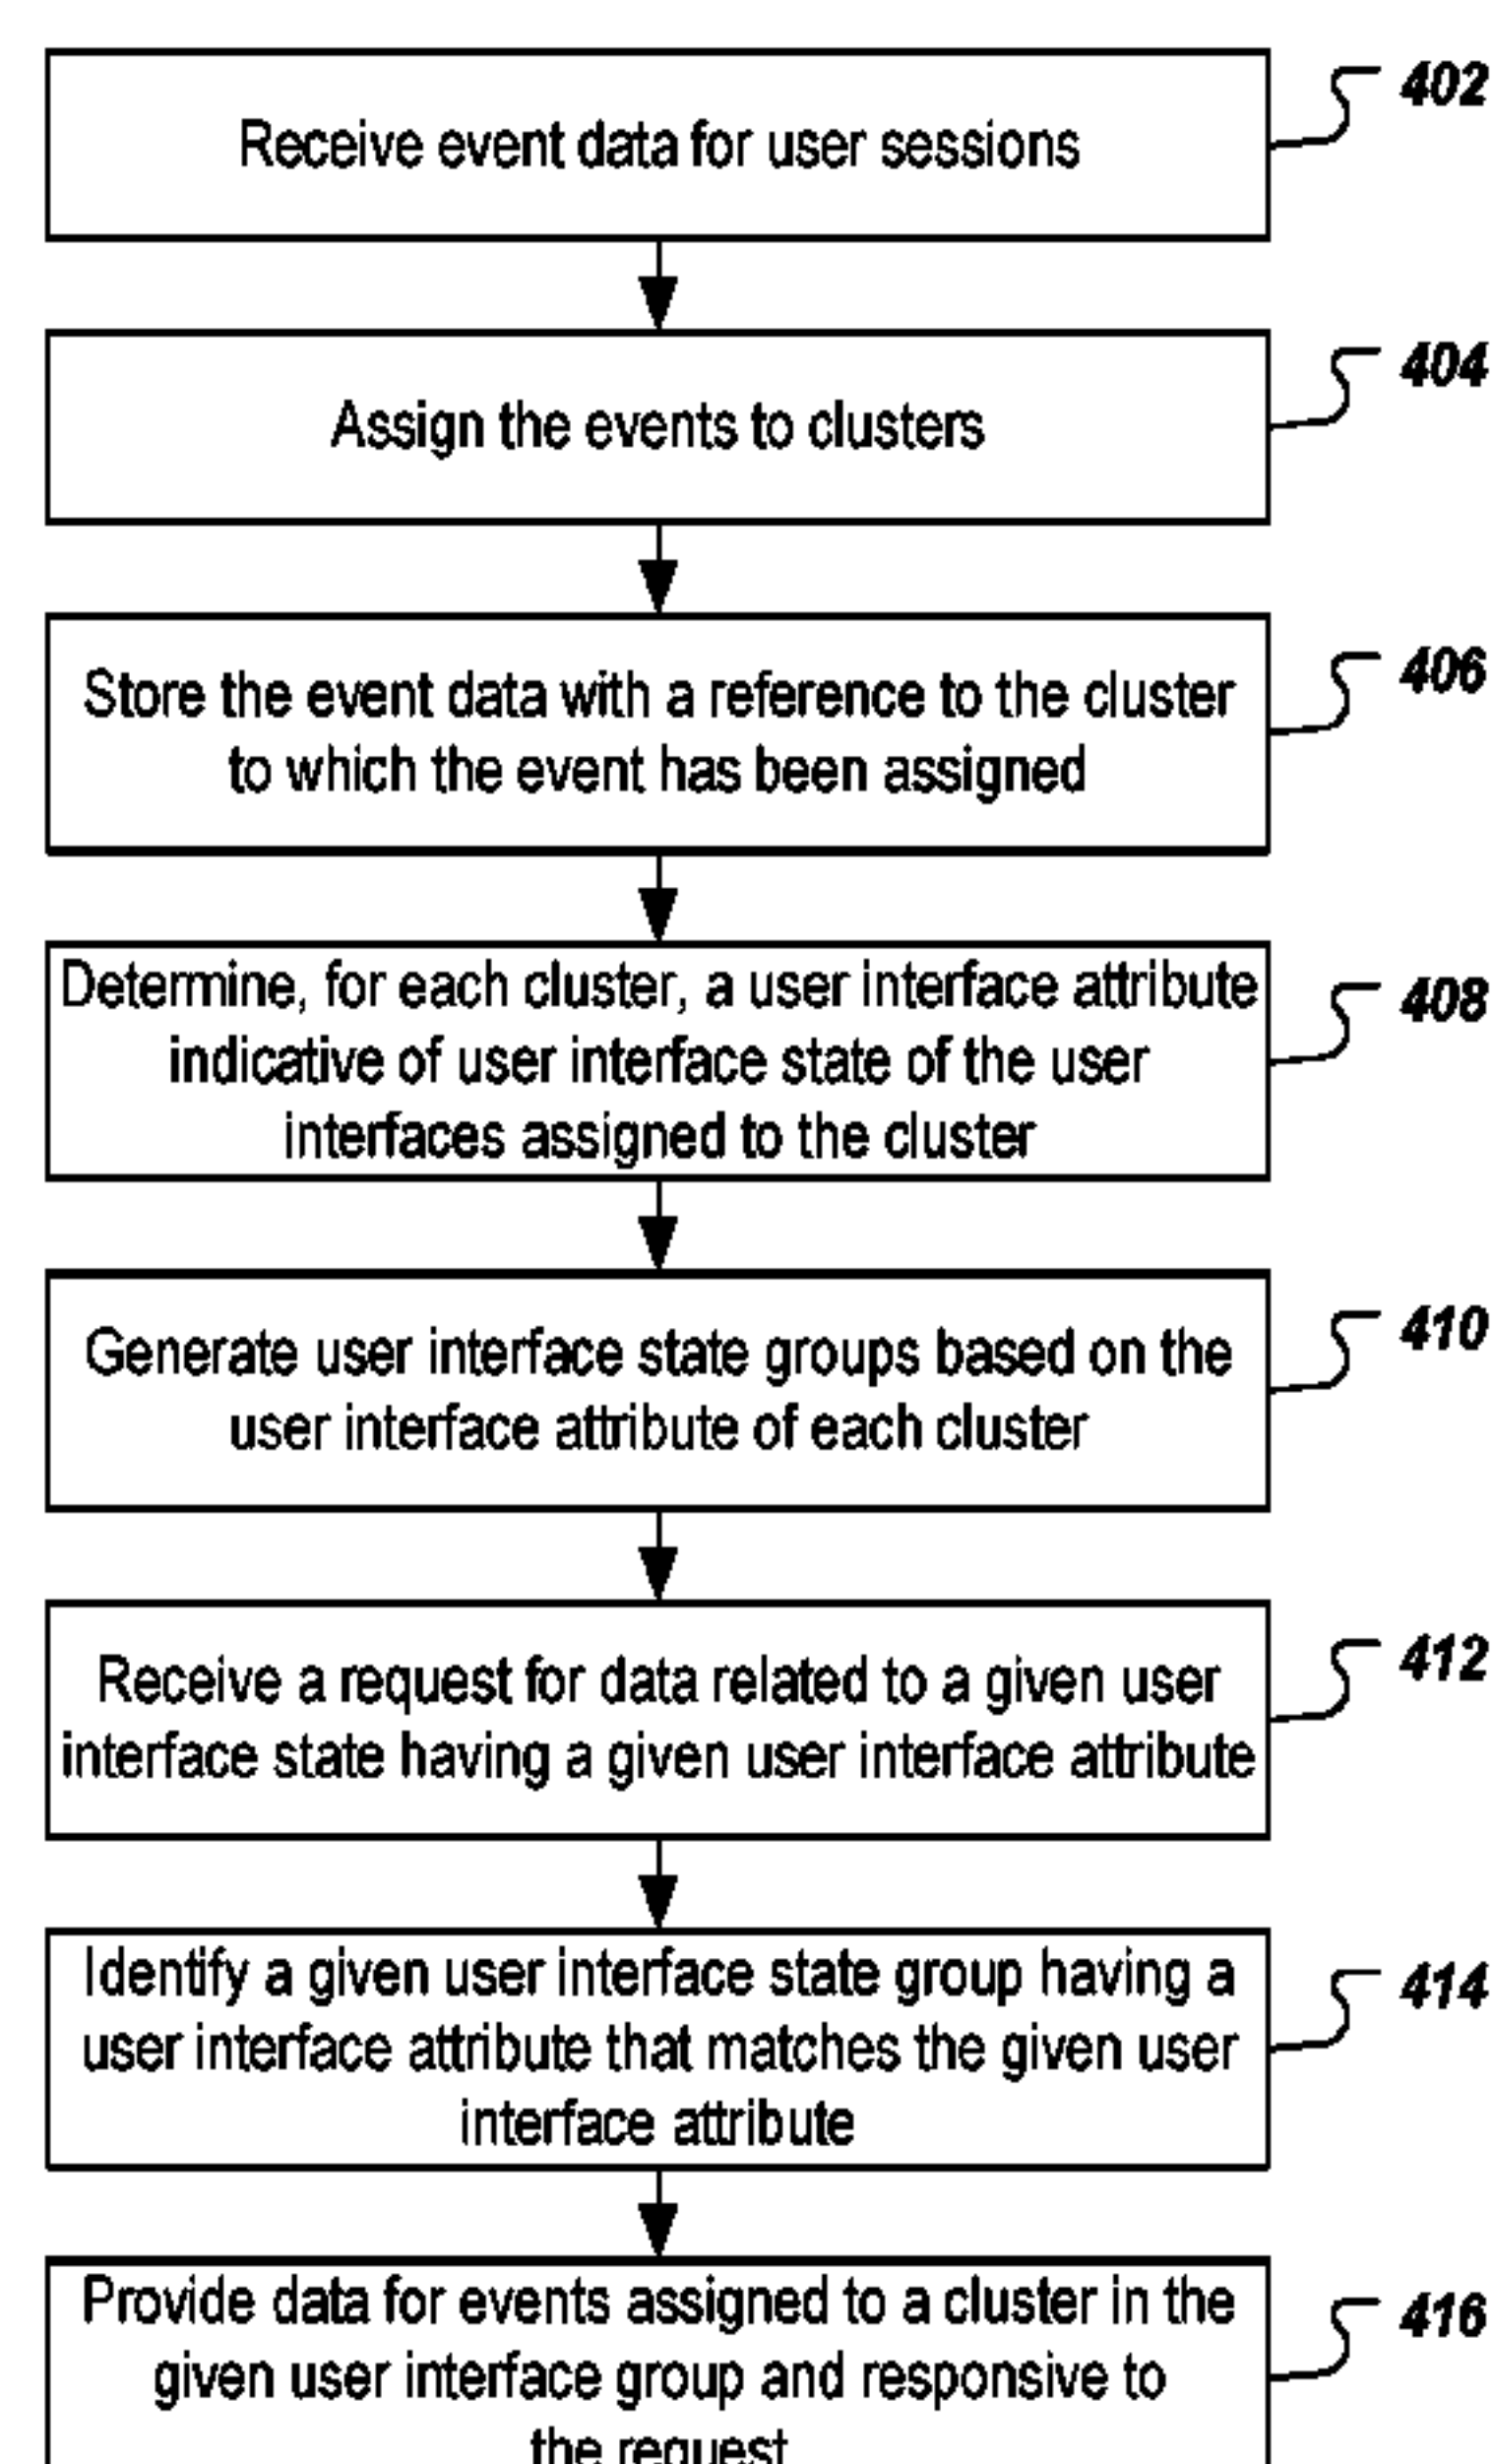 Receive event data for user sessions
402
Assign the events to clusters
404
Store the event data with a reference to the cluster
to which the event has been assigned
406
Determine, for each cluster, a user interface attribute
indicative of user interface state of the user
interfaces assigned to the cluster
408
Generate user interface state groups based on the
user interface attribute of each cluster
410
Receive a request for data related to a given user
interface state having a given user interface attribute
412
Identify a given user interface state group having a
user interface attribute that matches the given user
interface attribute
414
Provide data for events assigned to a cluster in the
given user interface group and responsive to
the request
416